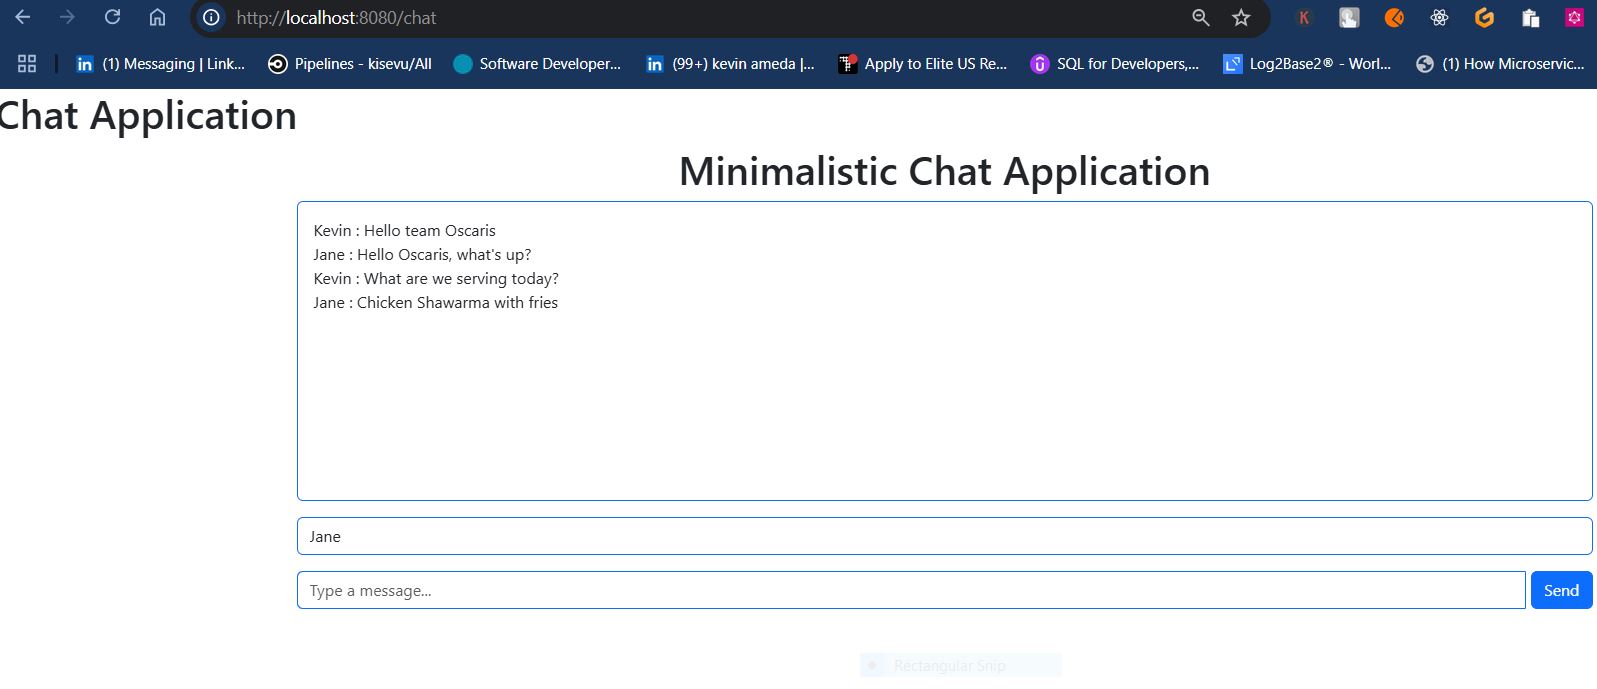 http://localhost:8080/chat
(1) Messaging | Link... Pipelines - kisevu/All Software Developer... (99+) kevin ameda |... Apply to Elite US Re... SQL for Developers,... Log2Base2® - Worl... (1) How Microservic...
Chat Application
Minimalistic Chat Application
Kevin : Hello team Oscaris
Jane : Hello Oscaris, what's up?
Kevin : What are we serving today?
Jane : Chicken Shawarma with fries
Jane
Type a message...
Send
Rectangular Snip